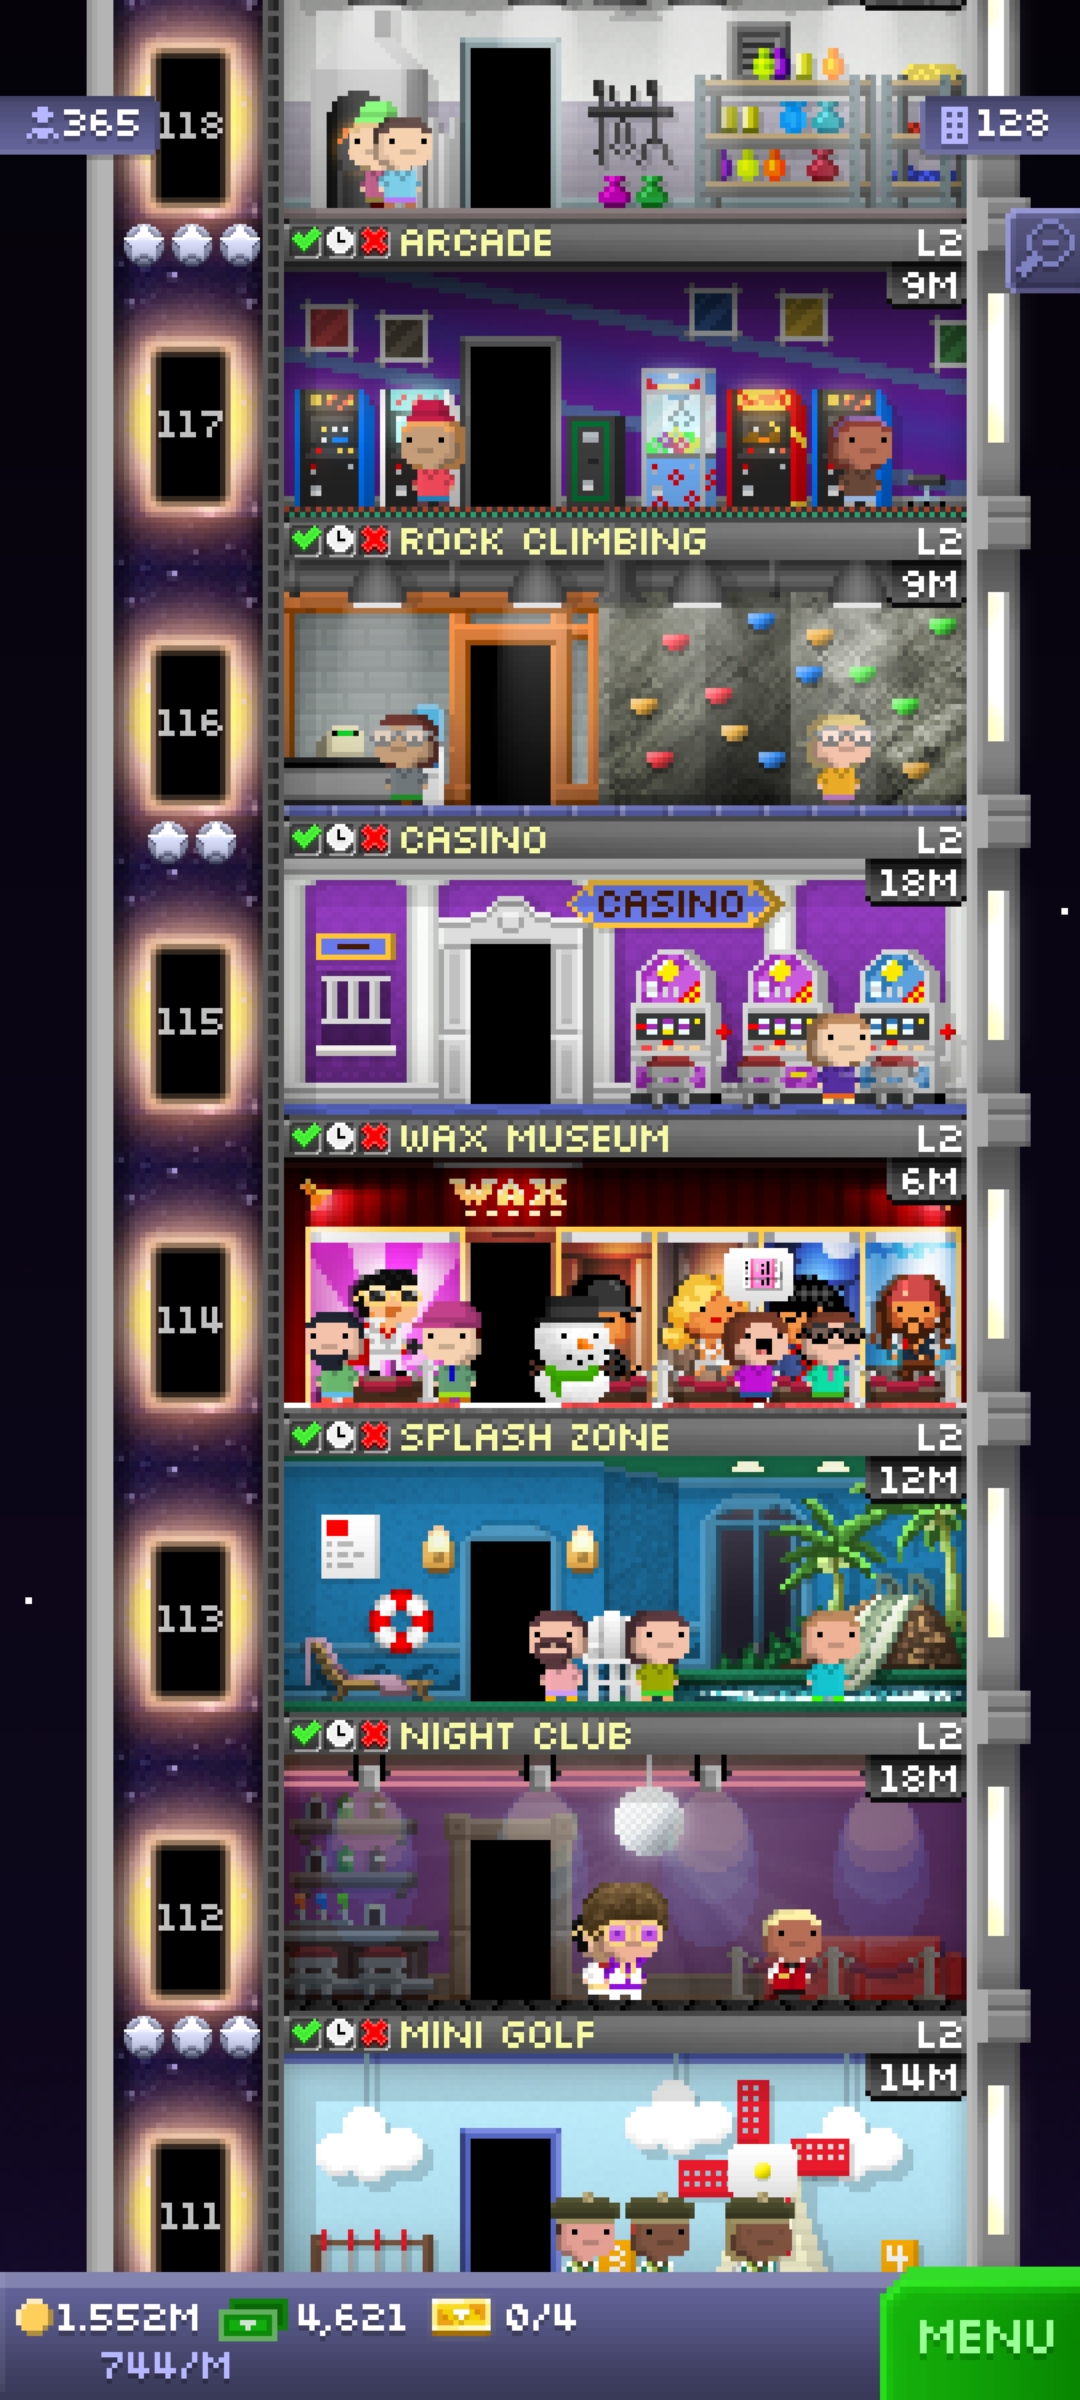 365
118
128
ARCADE L2
9M
117
ROCK CLIMBING L2
9M
116
CASINO L2
18M
CASINO
115
WAX MUSEUM L2
6M
WAX
114
SPLASH ZONE L2
12M
113
NIGHT CLUB L2
18M
112
MINI GOLF L2
14M
111
3
4
1.552M 4,621 0/4
744/M
MENU